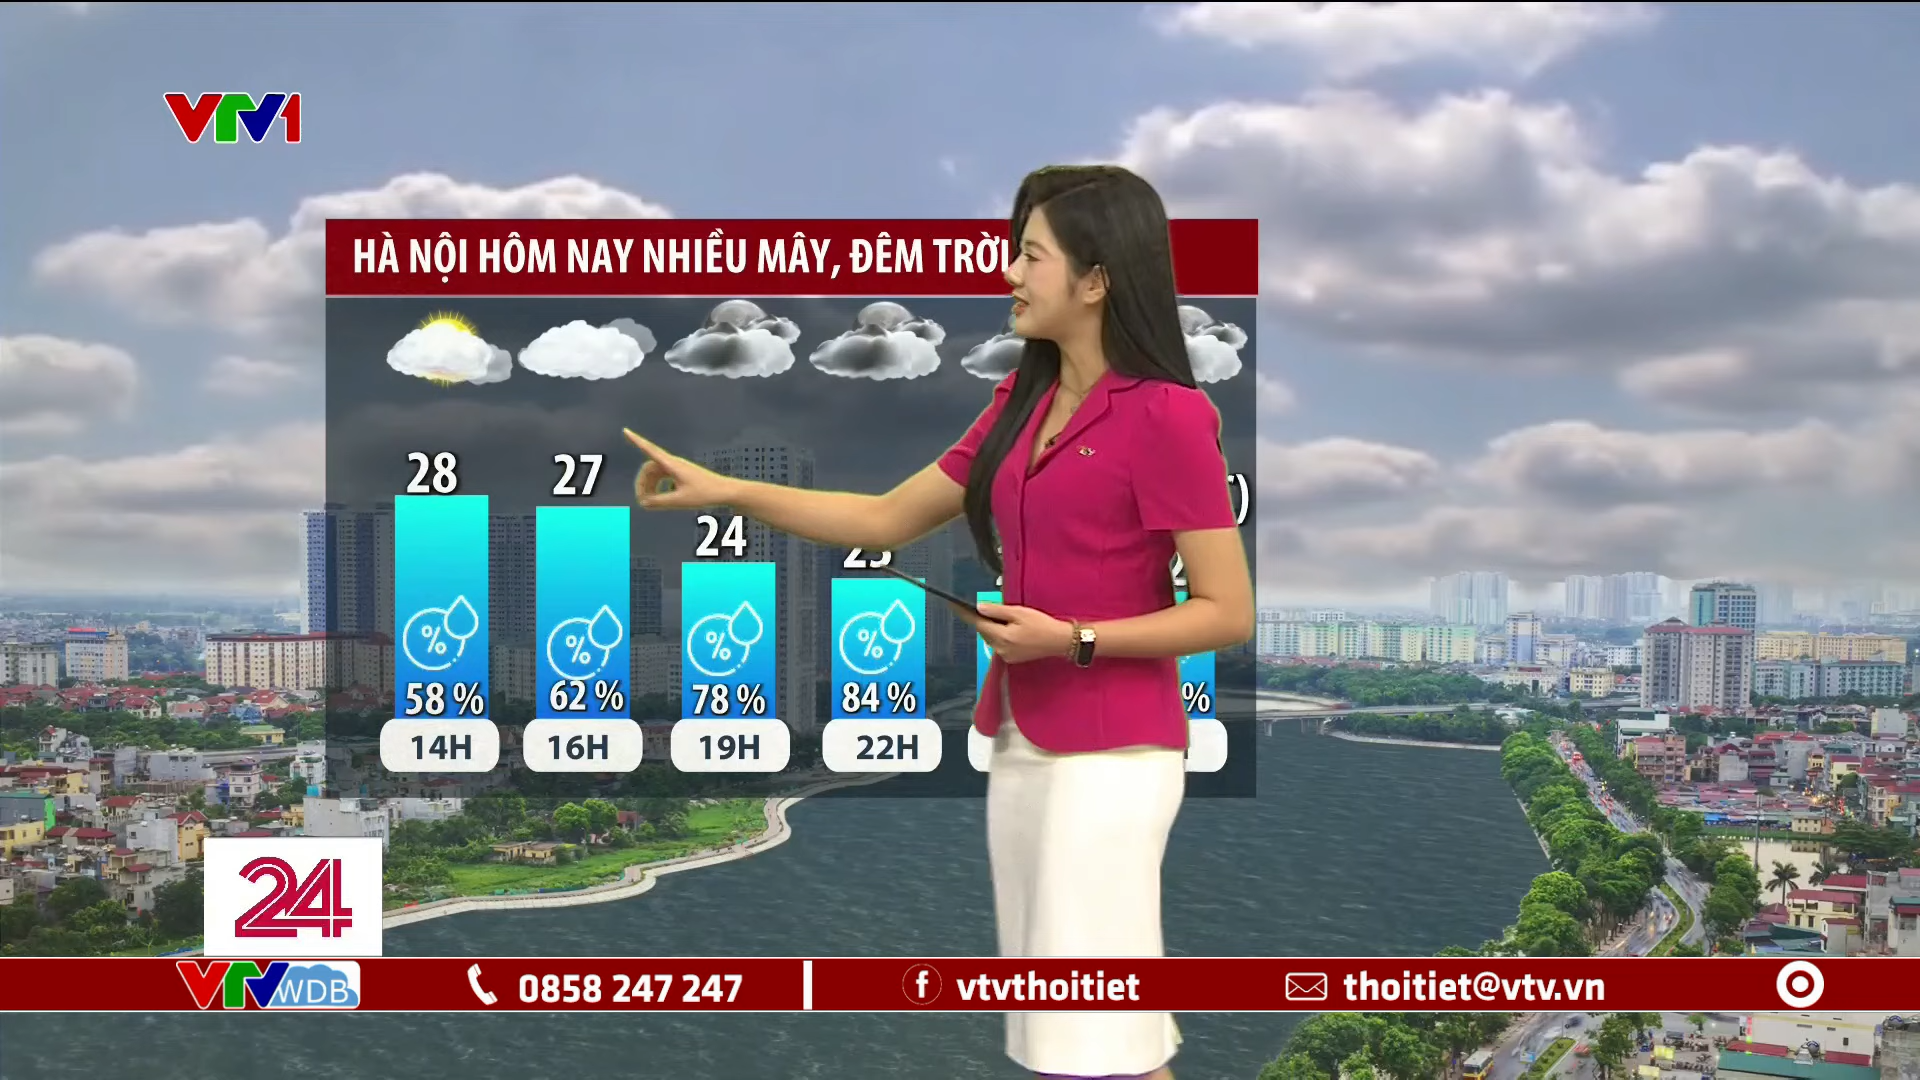 VTV1
HÀ NỘI HÔM NAY NHIỀU MÂY, ĐÊM TRỜI
28
27
24
23
58 %
62 %
78 %
84 %
%
14H
16H
19H
22H
24
VTV WDB
0858 247 247
vtvthoitiet
thoitiet@vtv.vn